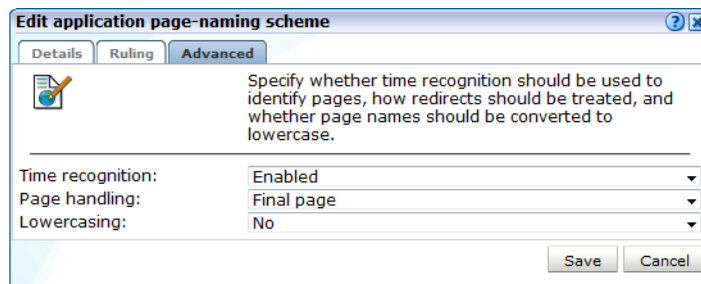 Edit application page-naming scheme
?
Details Ruling Advanced
Specify whether time recognition should be used to
identify pages, how redirects should be treated, and
whether page names should be converted to
lowercase.
Time recognition: Enabled
Page handling: Final page
Lowercasing: No
Save Cancel